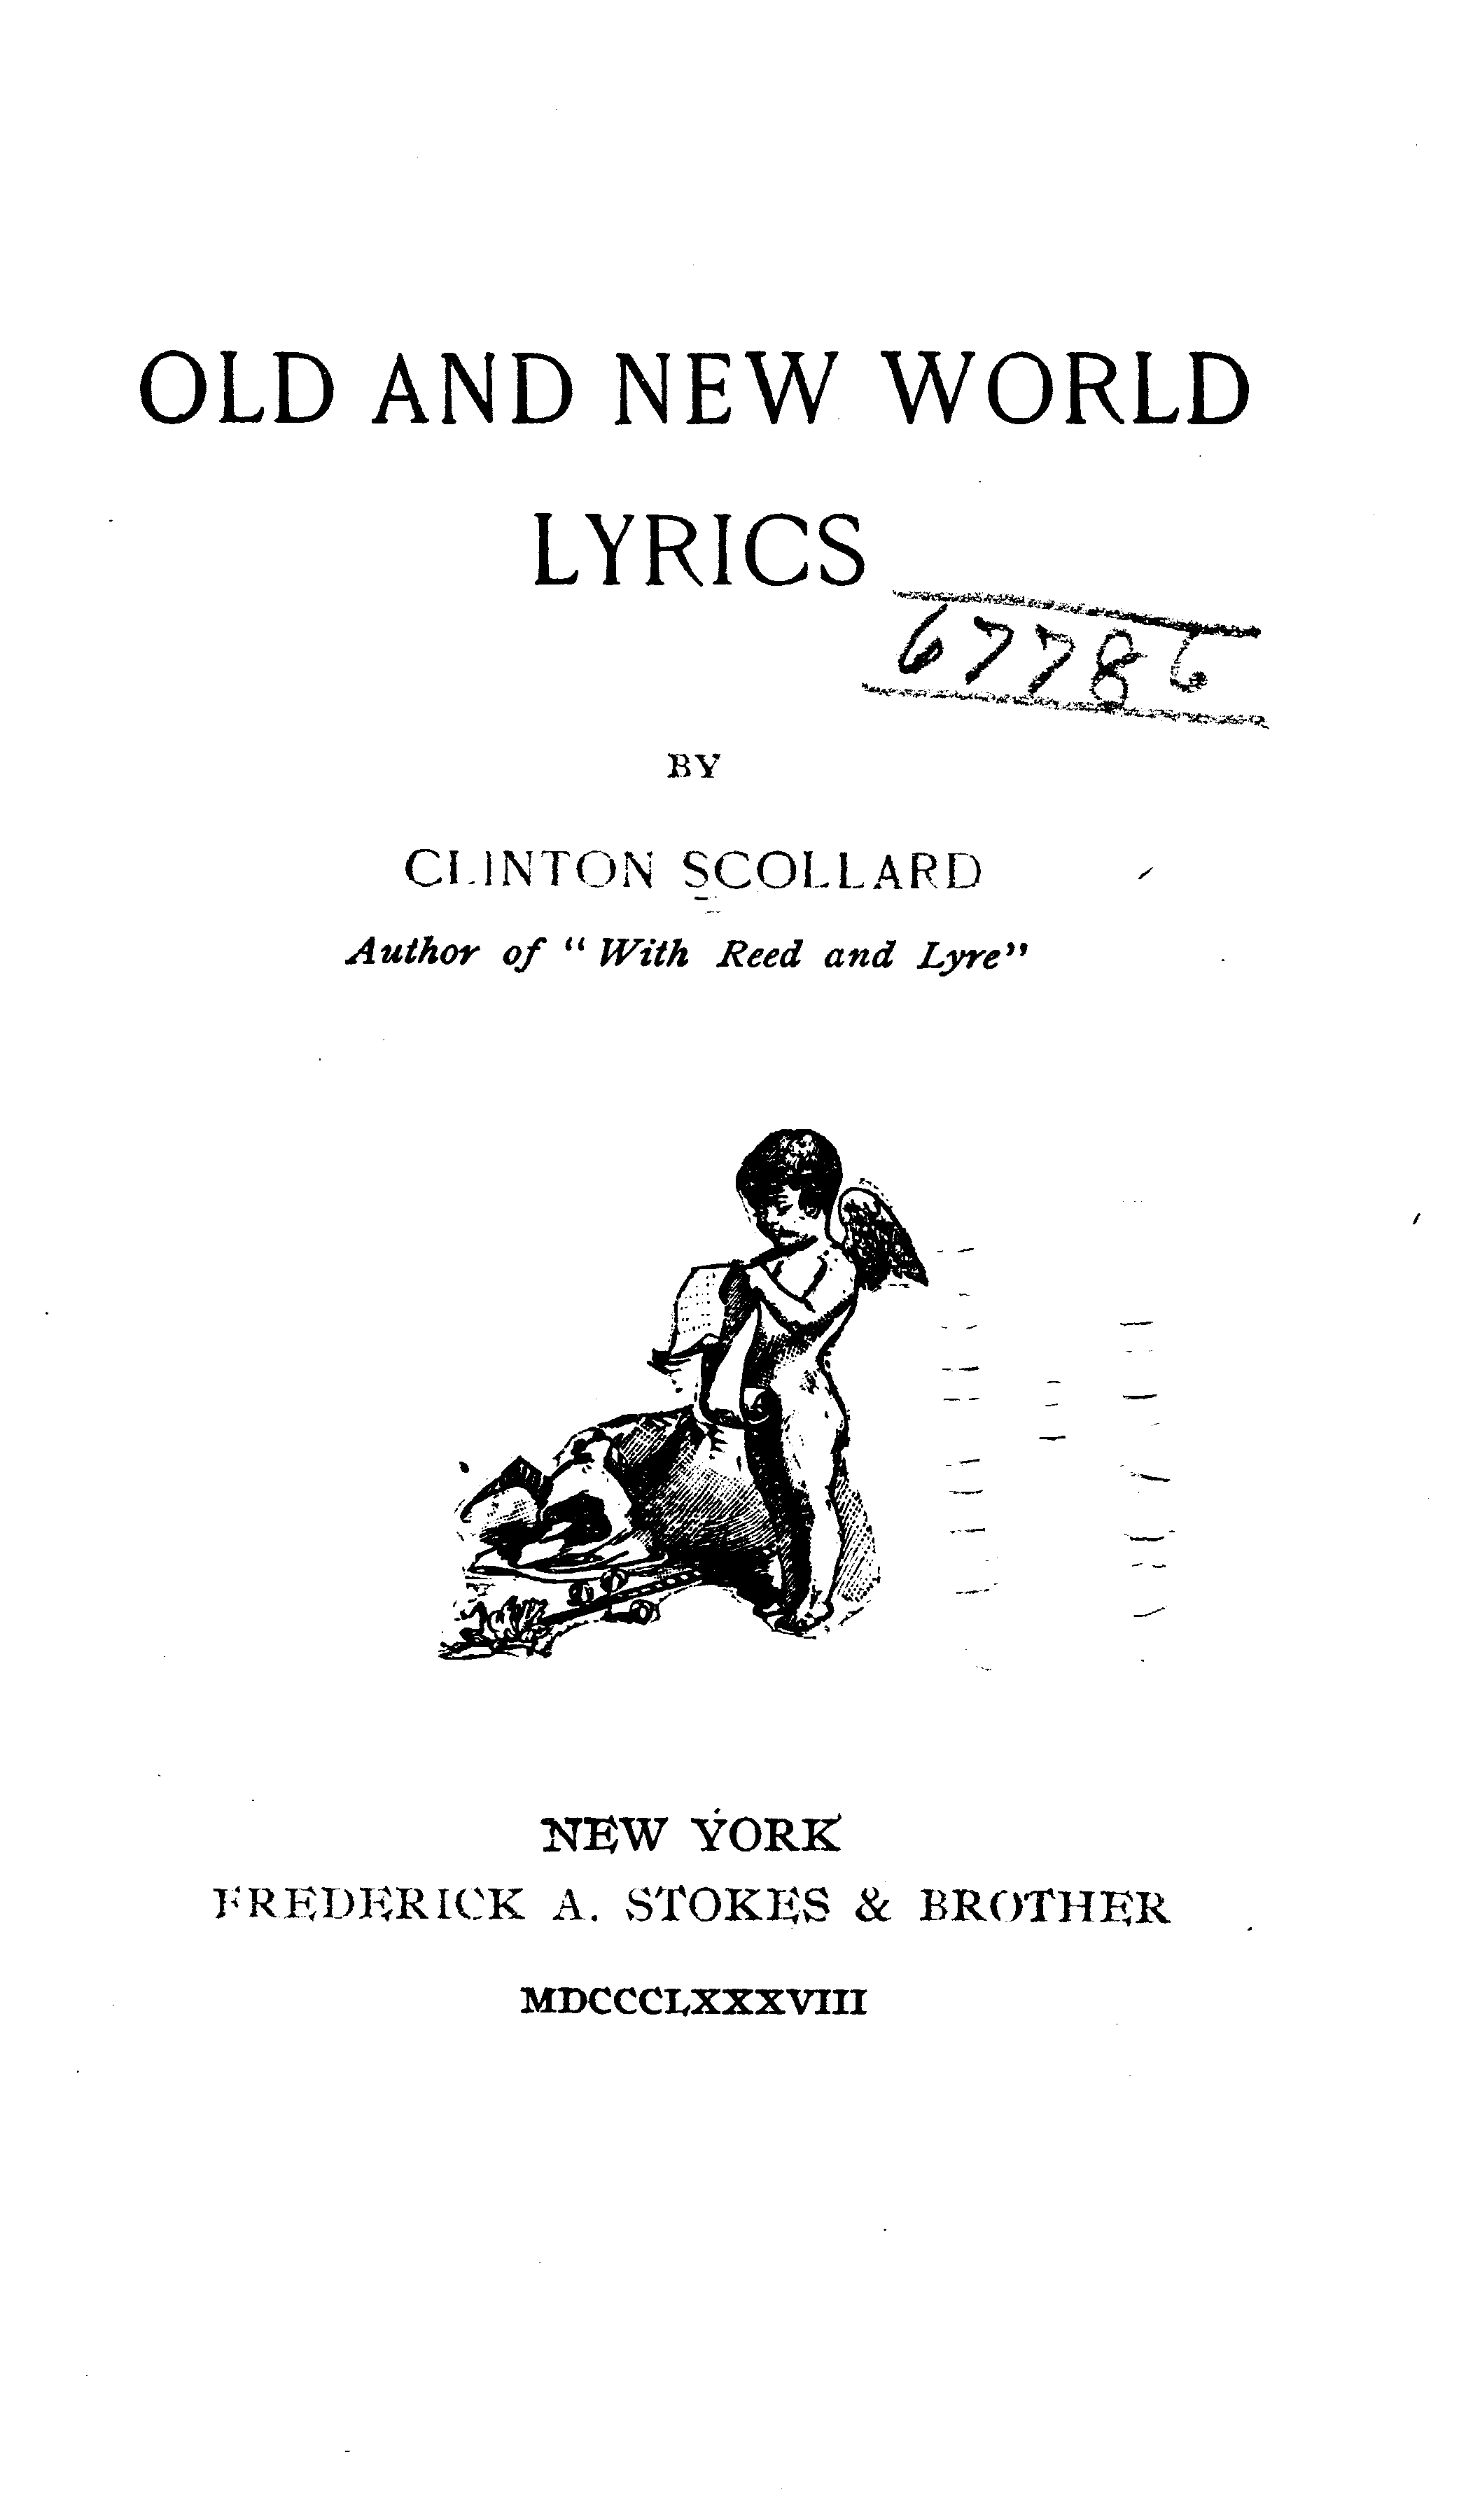 OLD AND NEW WORLD
LYRICS
67786
BY
CLINTON SCOLLARD
Author of "With Reed and Lyre"
NEW YORK
FREDERICK A. STOKES & BROTHER
MDCCCLXXXVIII